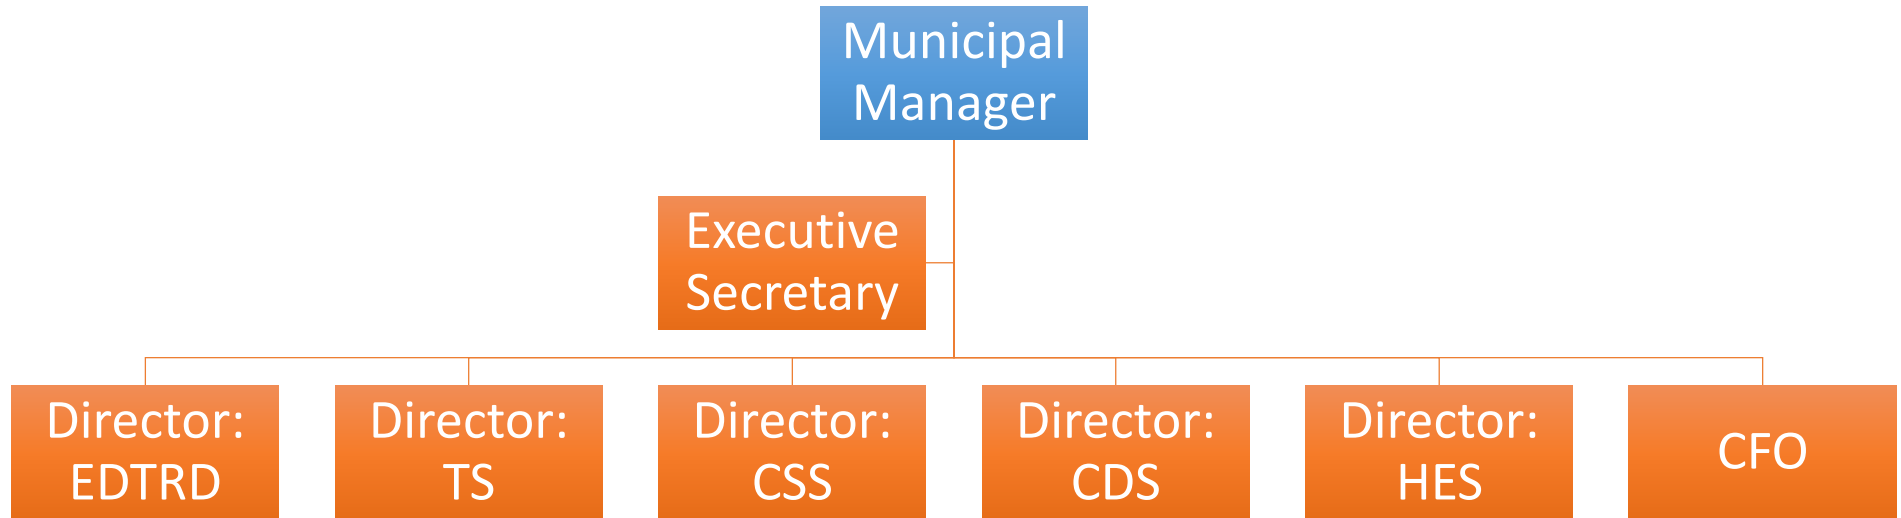 Municipal
Manager
Executive
Secretary
Director:
EDTRD
Director:
TS
Director:
CSS
Director:
CDS
Director:
HES
CFO